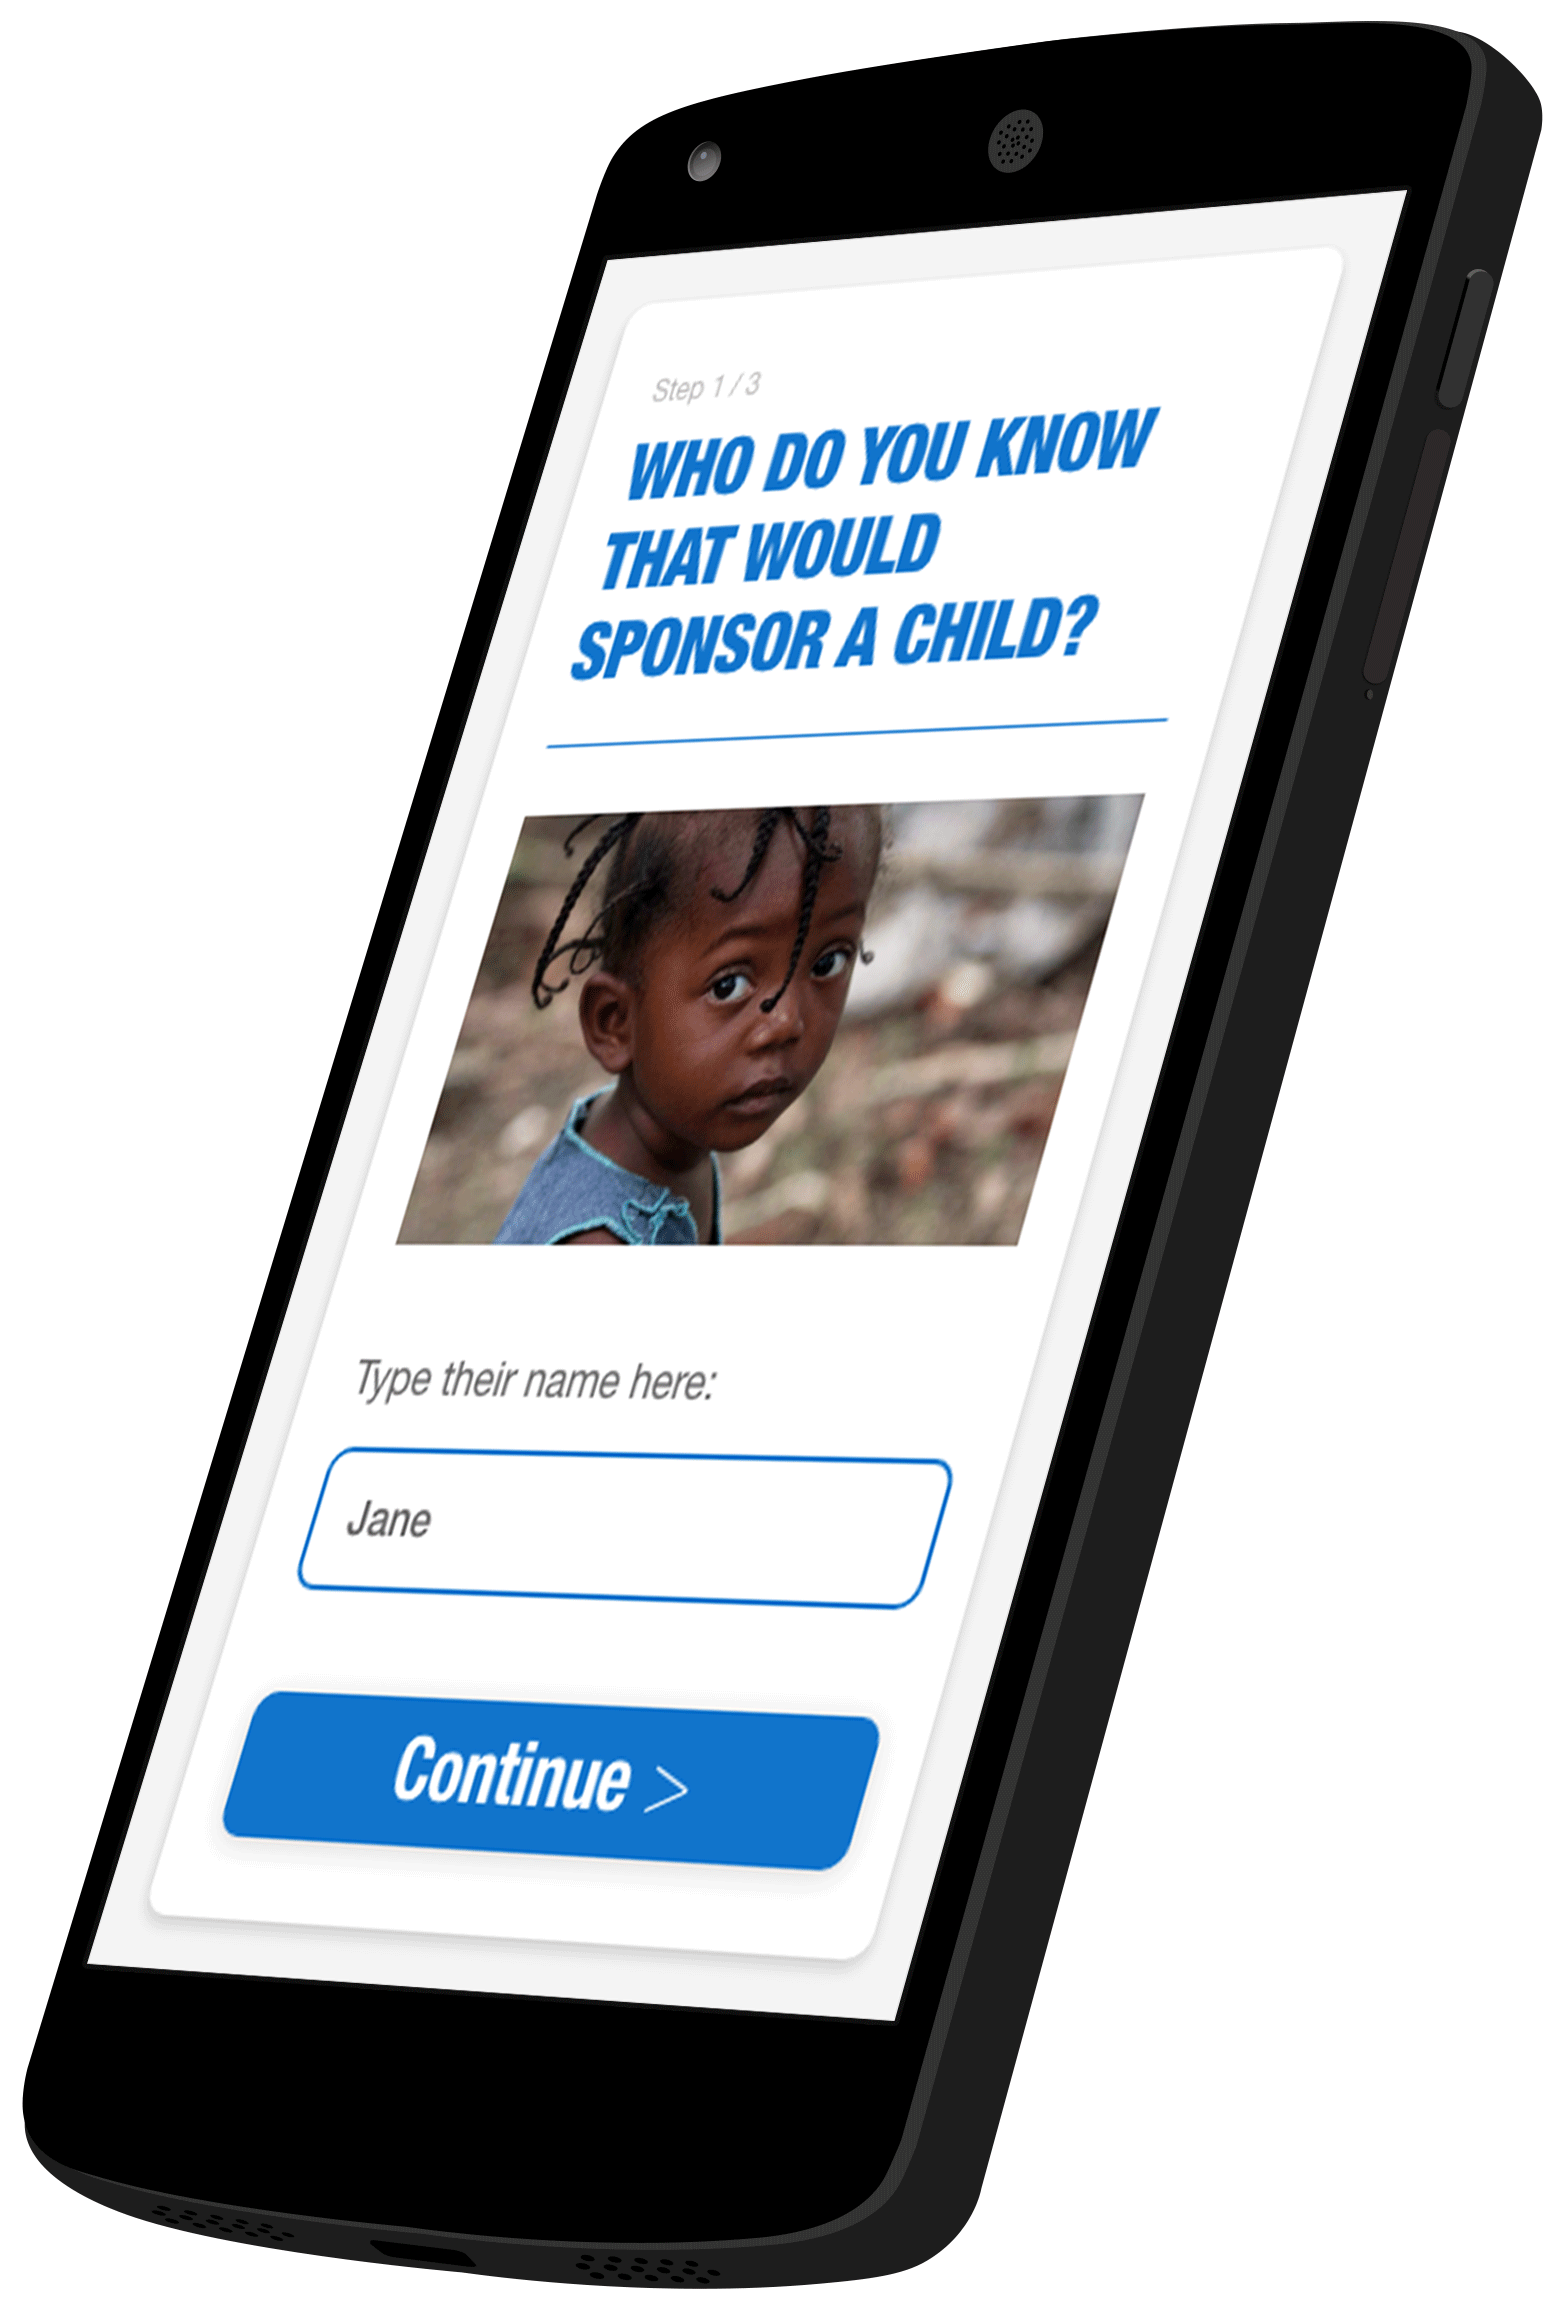 Step 1 / 3
WHO DO YOU KNOW
THAT WOULD
SPONSOR A CHILD?
Type their name here:
Jane
Continue >